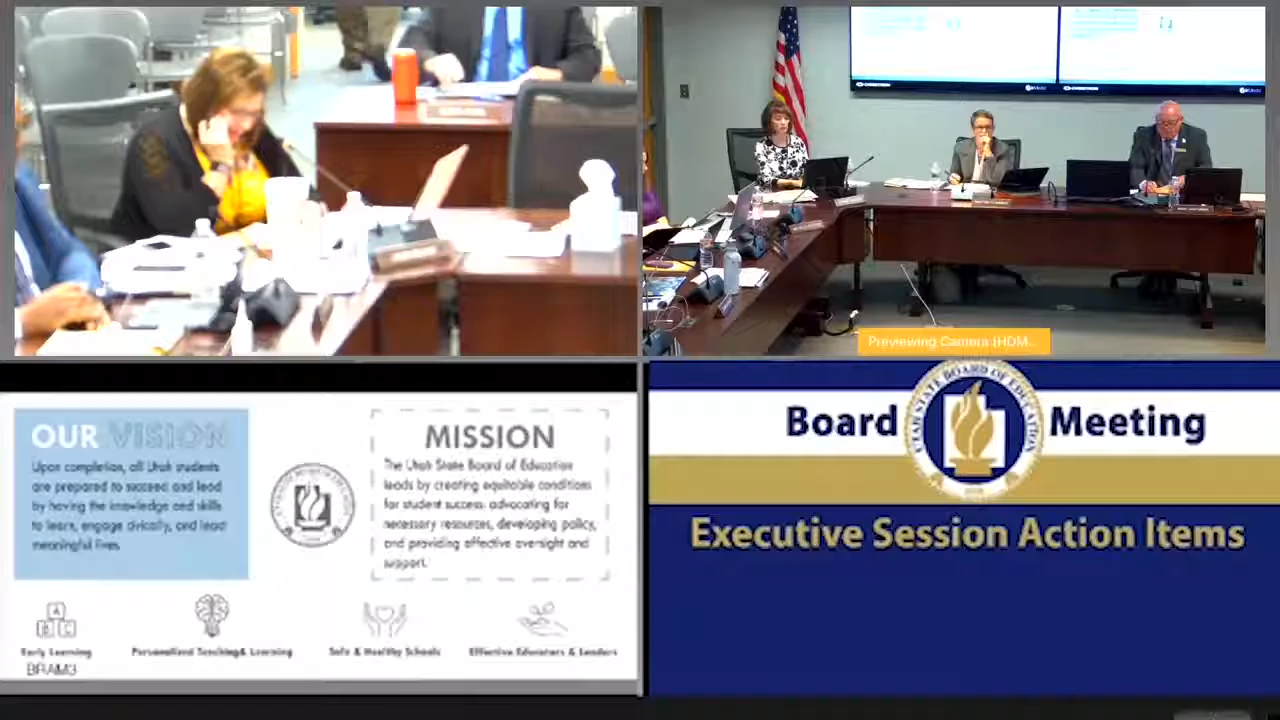 Previewing Camera (HDM...
OUR VISION
Upon completion, all Utah students
are prepared to succeed and lead
by having the knowledge and skills
to learn, engage civically, and lead
meaningful lives.
MISSION
The Utah State Board of Education
leads by creating equitable conditions
for student success: advocating for
necessary resources, developing policy,
and providing effective oversight and
support.
Early Learning
Personalized Teaching & Learning
Safe & Healthy Schools
Effective Educators & Leaders
BRAM3
Board Meeting
UTAH STATE BOARD OF EDUCATION
Executive Session Action Items